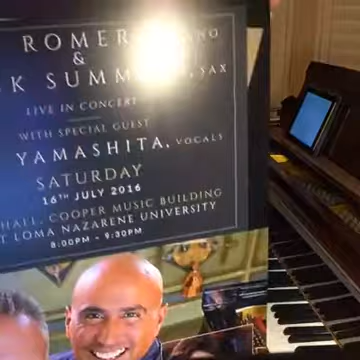 ROMER
&
K SUMM , SAX
LIVE IN CONCERT
WITH SPECIAL GUEST
YAMASHITA, VOCALS
SATURDAY
16TH JULY 2016
HALL, COOPER MUSIC BUILDING
T LOMA NAZARENE UNIVERSITY
8:00PM - 9:30PM